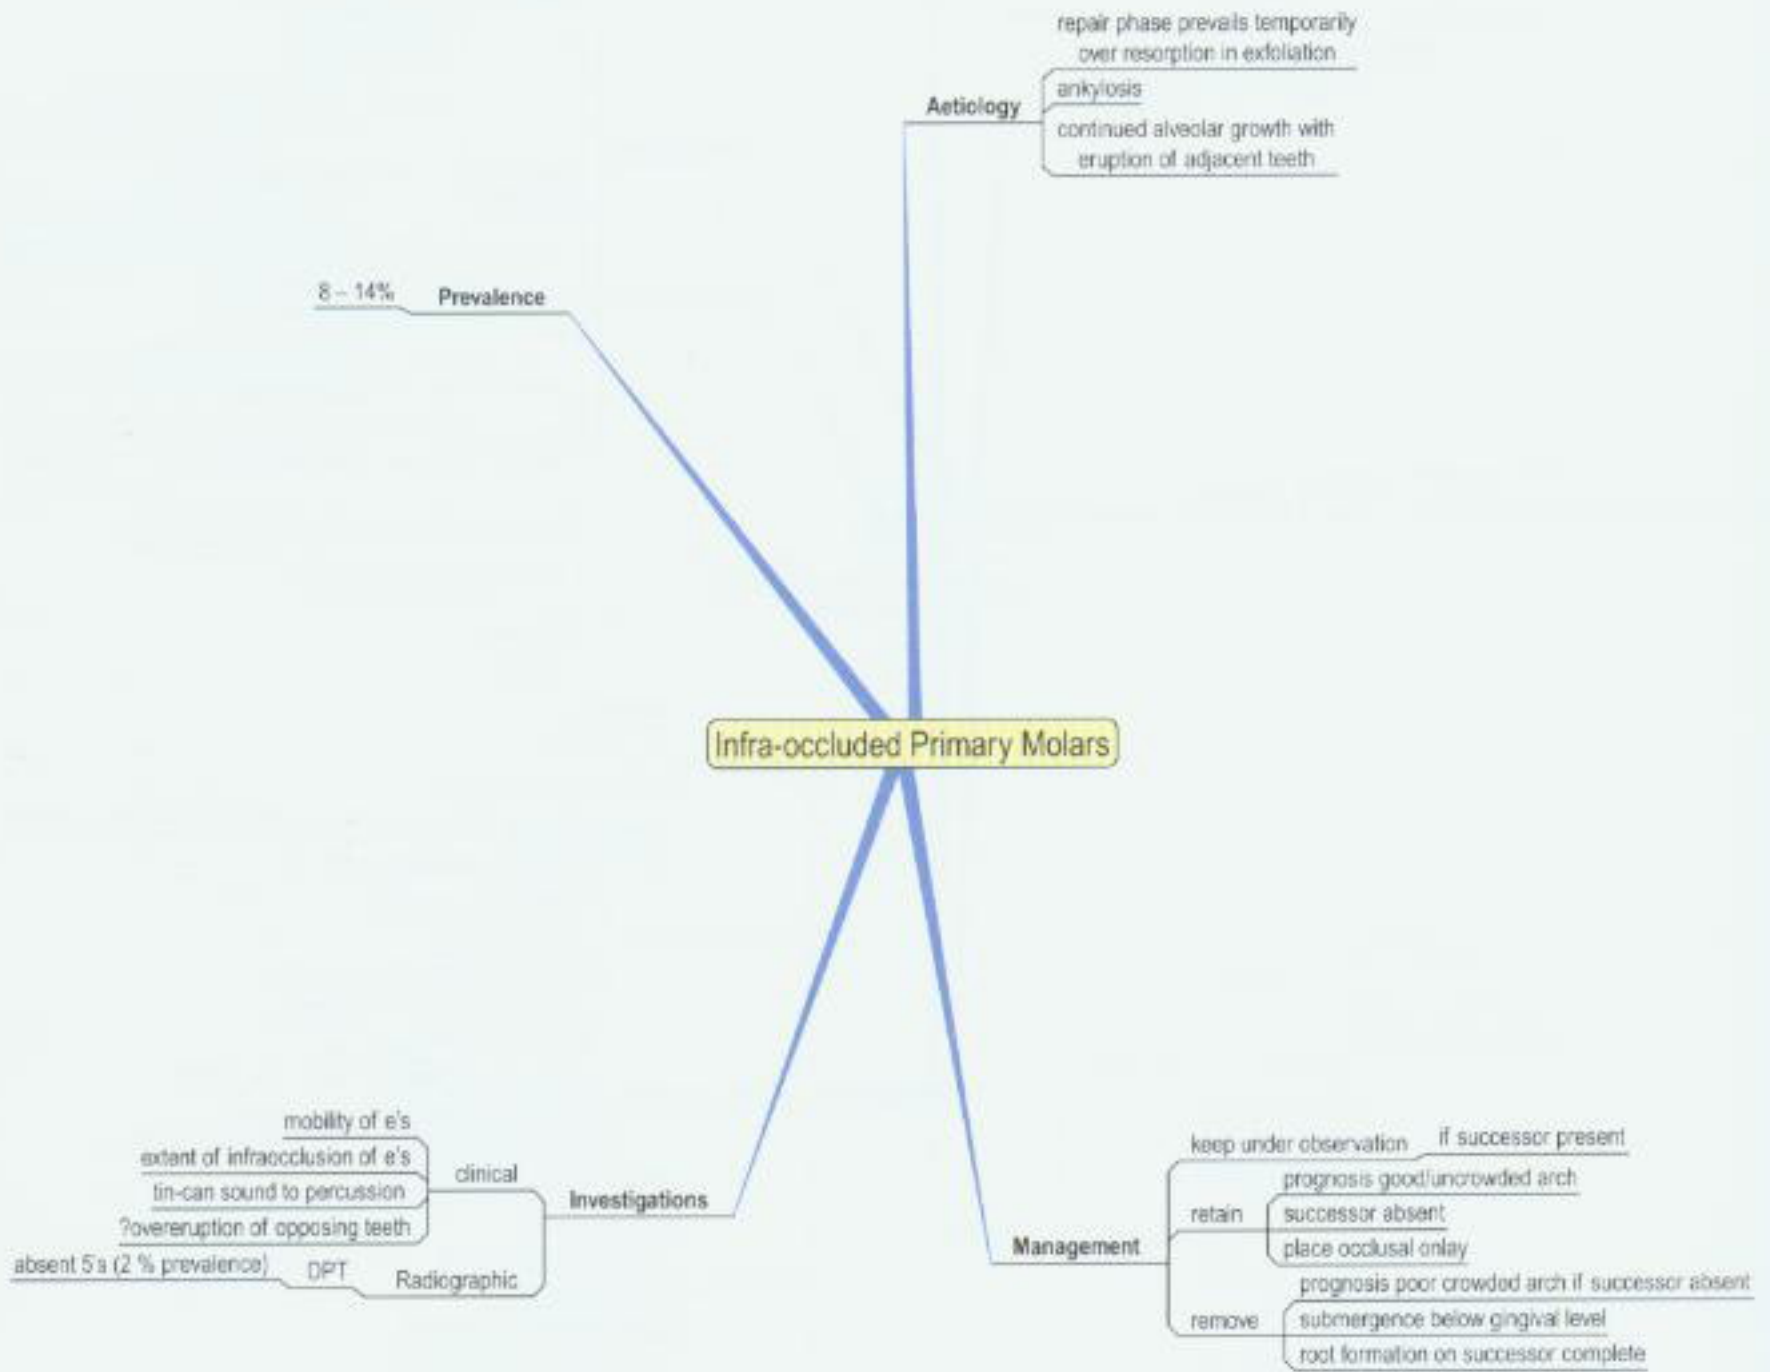 repair phase prevails temporarily
over resorption in exfoliation
Aetiology
ankylosis
continued alveolar growth with
eruption of adjacent teeth
8 – 14%
Prevalence
Infra-occluded Primary Molars
mobility of e's
extent of infraocclusion of e's
tin-can sound to percussion
?overeruption of opposing teeth
clinical
Investigations
absent 5's (2 % prevalence)
DPT
Radiographic
Management
keep under observation
if successor present
retain
prognosis good/uncrowded arch
successor absent
place occlusal onlay
remove
prognosis poor crowded arch if successor absent
submergence below gingival level
root formation on successor complete